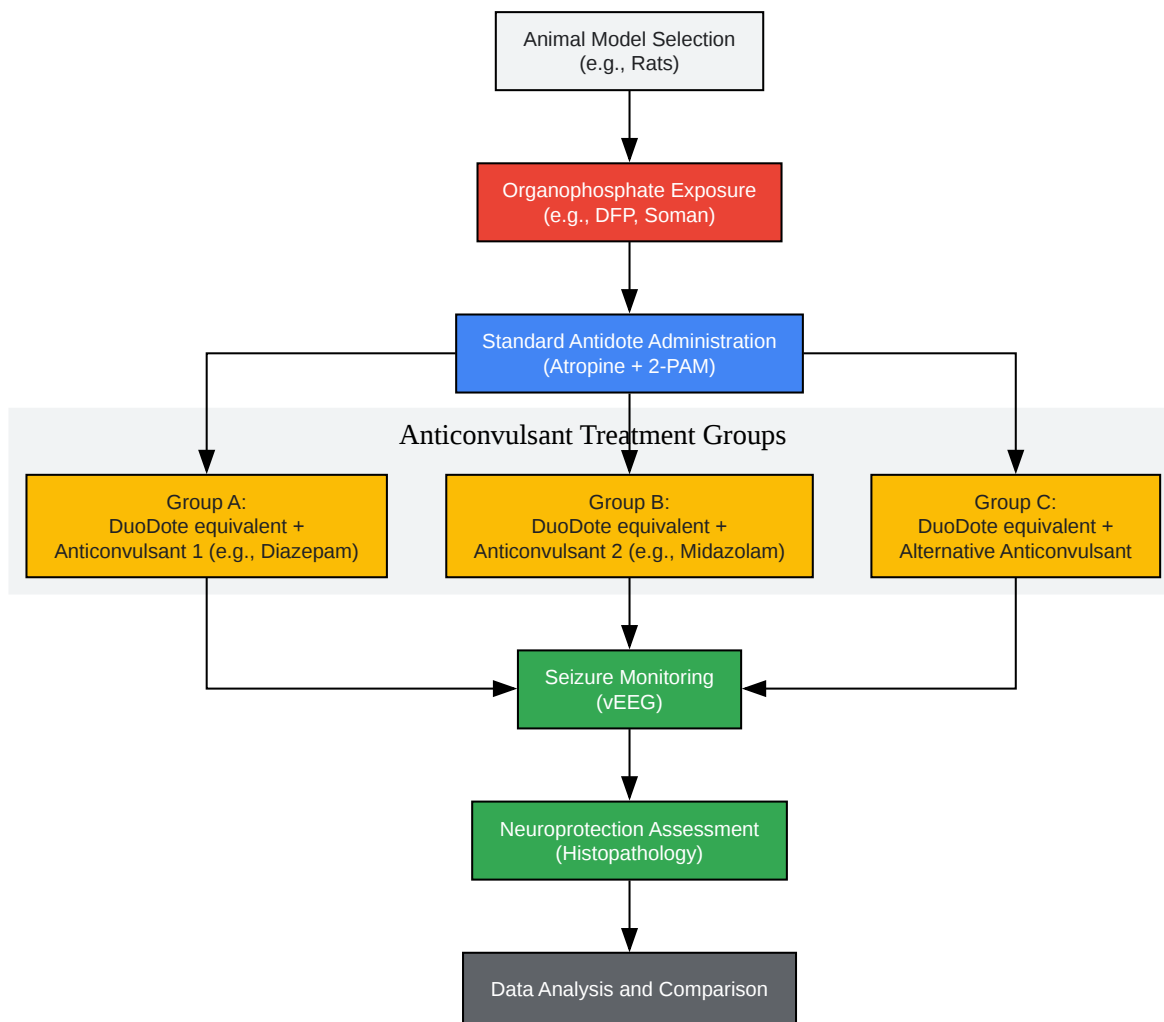 Animal Model Selection
(e.g., Rats)
Organophosphate Exposure
(e.g., DFP, Soman)
Standard Antidote Administration
(Atropine + 2-PAM)
Anticonvulsant Treatment Groups
Group A:
DuoDote equivalent +
Anticonvulsant 1 (e.g., Diazepam)
Group B:
DuoDote equivalent +
Anticonvulsant 2 (e.g., Midazolam)
Group C:
DuoDote equivalent +
Alternative Anticonvulsant
Seizure Monitoring
(vEEG)
Neuroprotection Assessment
(Histopathology)
Data Analysis and Comparison